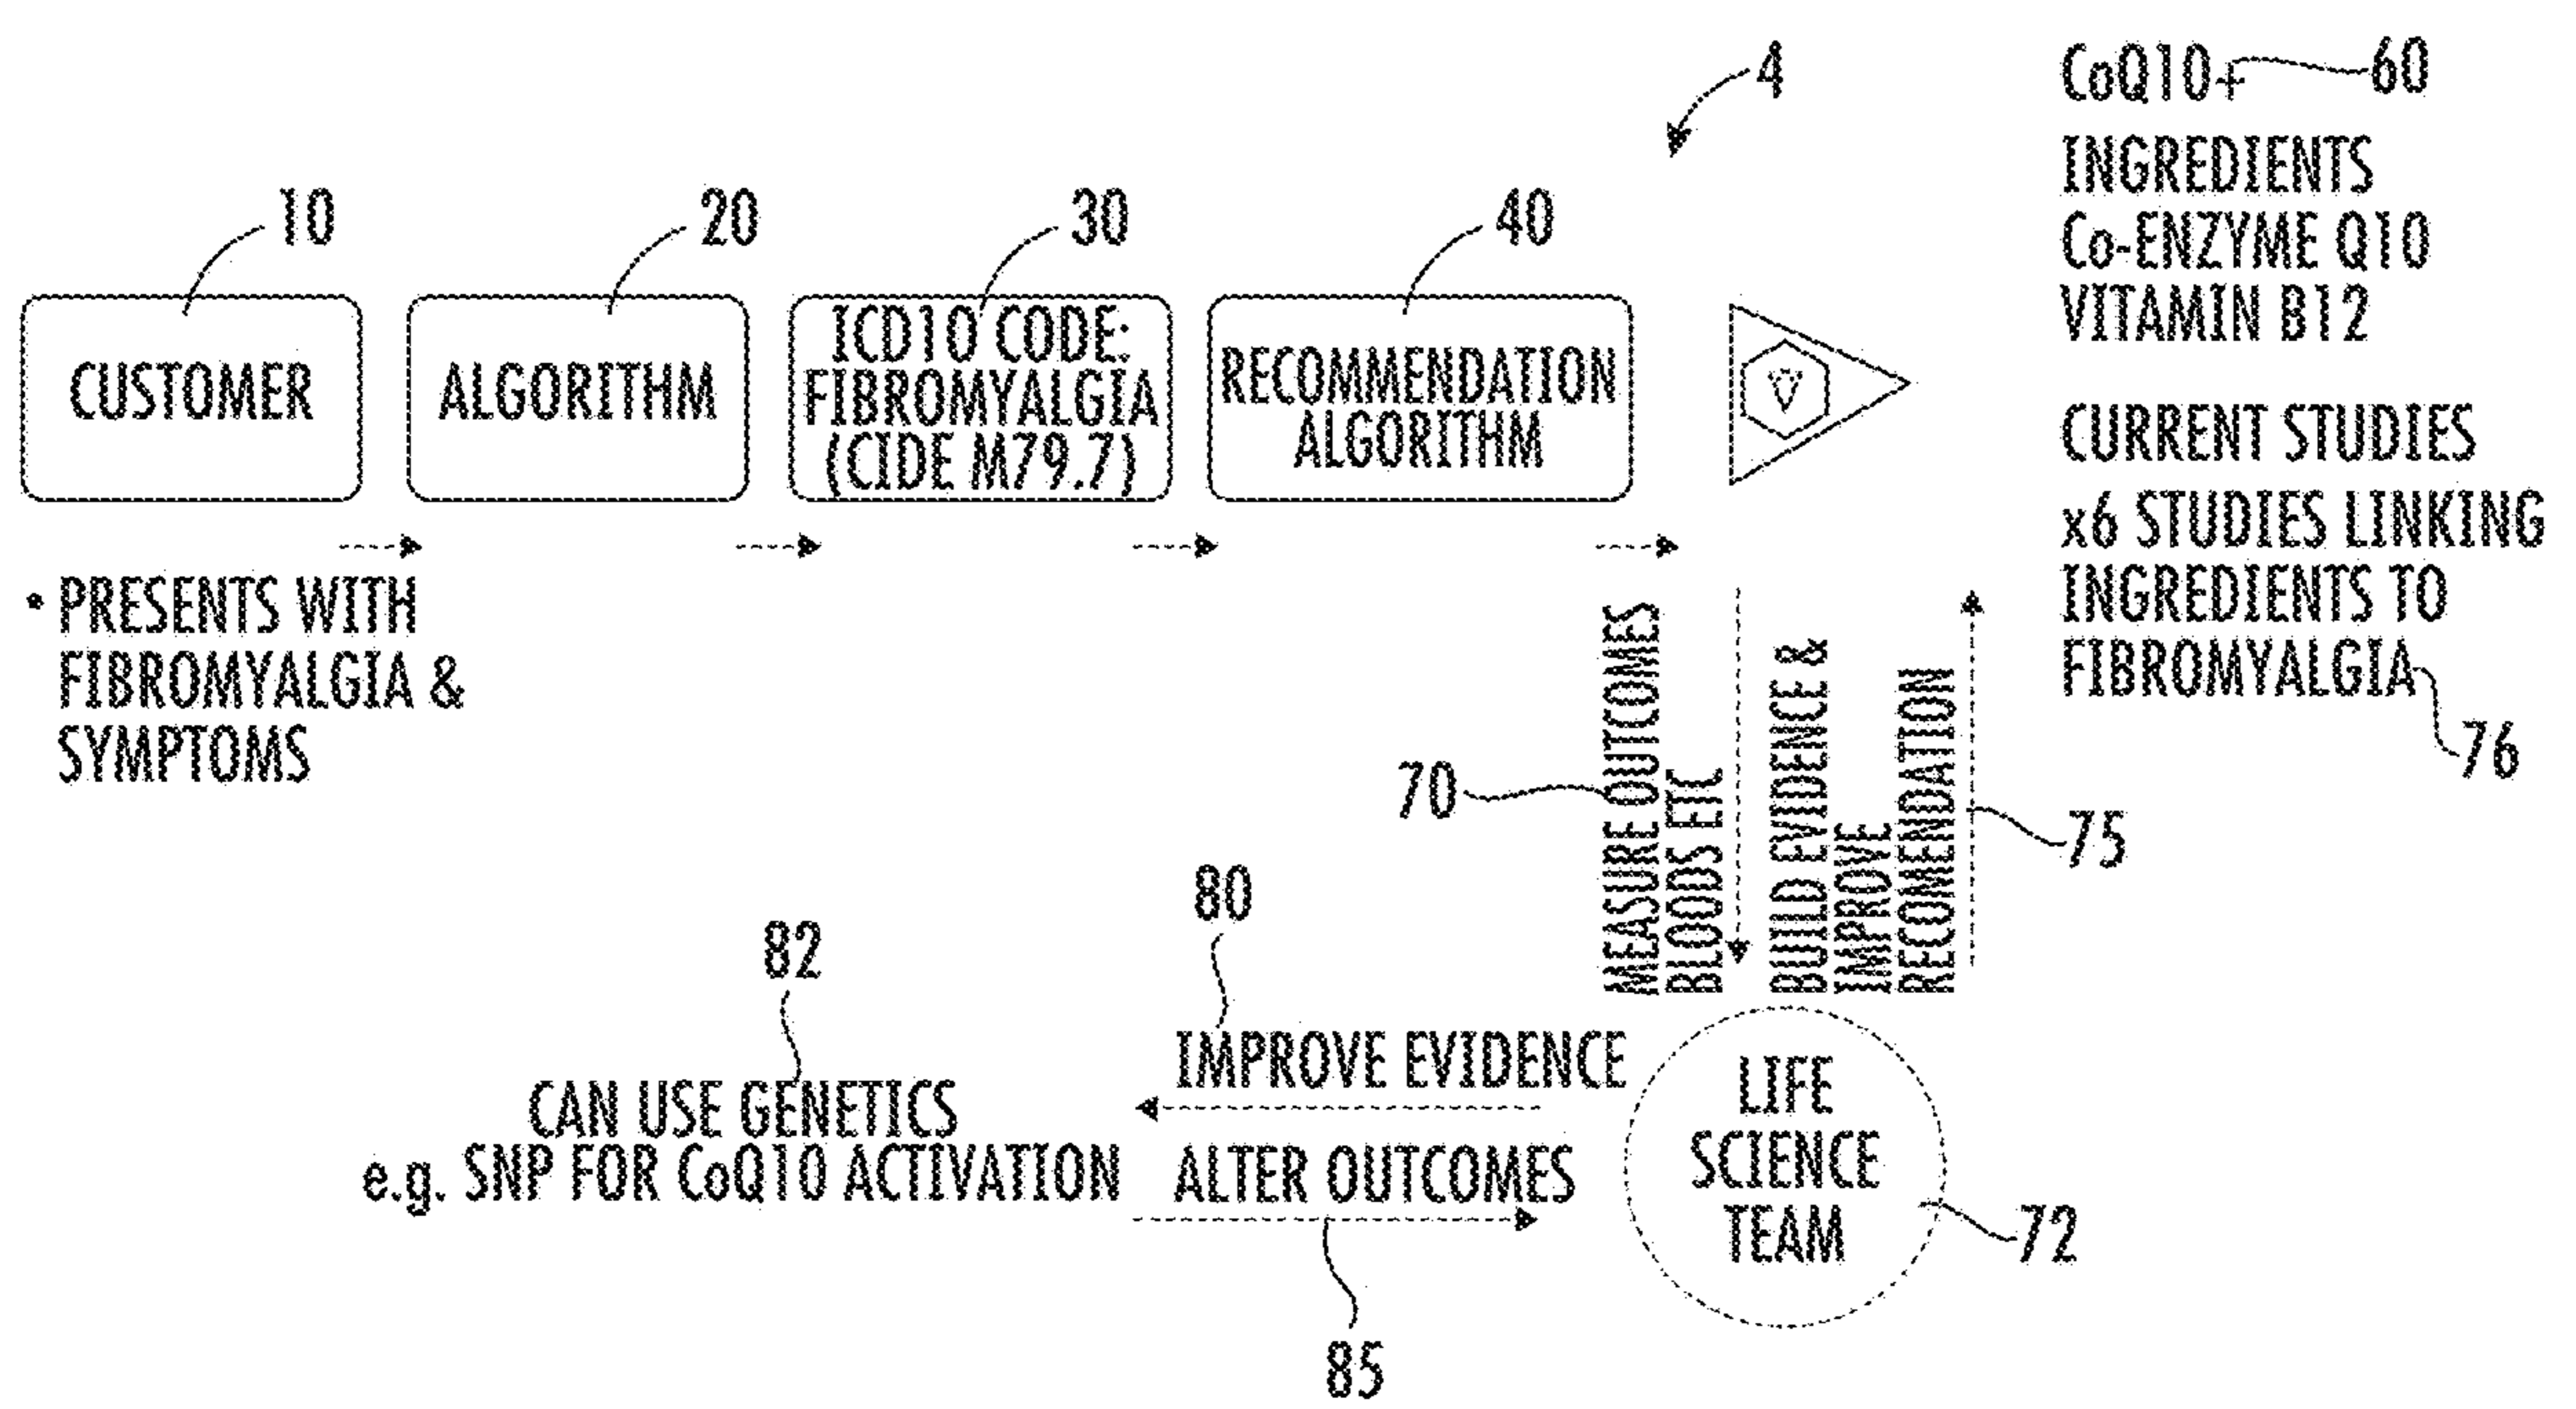 4
CoQ10+
60
INGREDIENTS
Co-ENZYME Q10
VITAMIN B12
CURRENT STUDIES
x6 STUDIES LINKING
INGREDIENTS TO
FIBROMYALGIA
76
10
20
30
40
CUSTOMER
ALGORITHM
ICD10 CODE:
FIBROMYALGIA
(CIDE M79.7)
RECOMMENDATION
ALGORITHM
• PRESENTS WITH
FIBROMYALGIA &
SYMPTOMS
70
MEASURE OUTCOMES
BLOODS ETC
BUILD EVIDENCE &
IMPROVE
RECOMENDATION
75
80
82
IMPROVE EVIDENCE
CAN USE GENETICS
e.g. SNP FOR CoQ10 ACTIVATION
ALTER OUTCOMES
85
LIFE
SCIENCE
TEAM
72